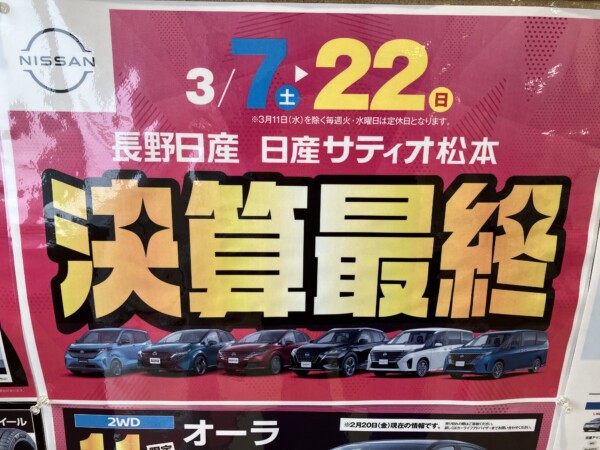 NISSAN
3/7土▶22日
※3月11日(水)を除く毎週火・水曜日は定休日となります。
長野日産 日産サティオ松本
決算最終
イール
2WD
オーラ
※2月20日(金)現在の情報です。